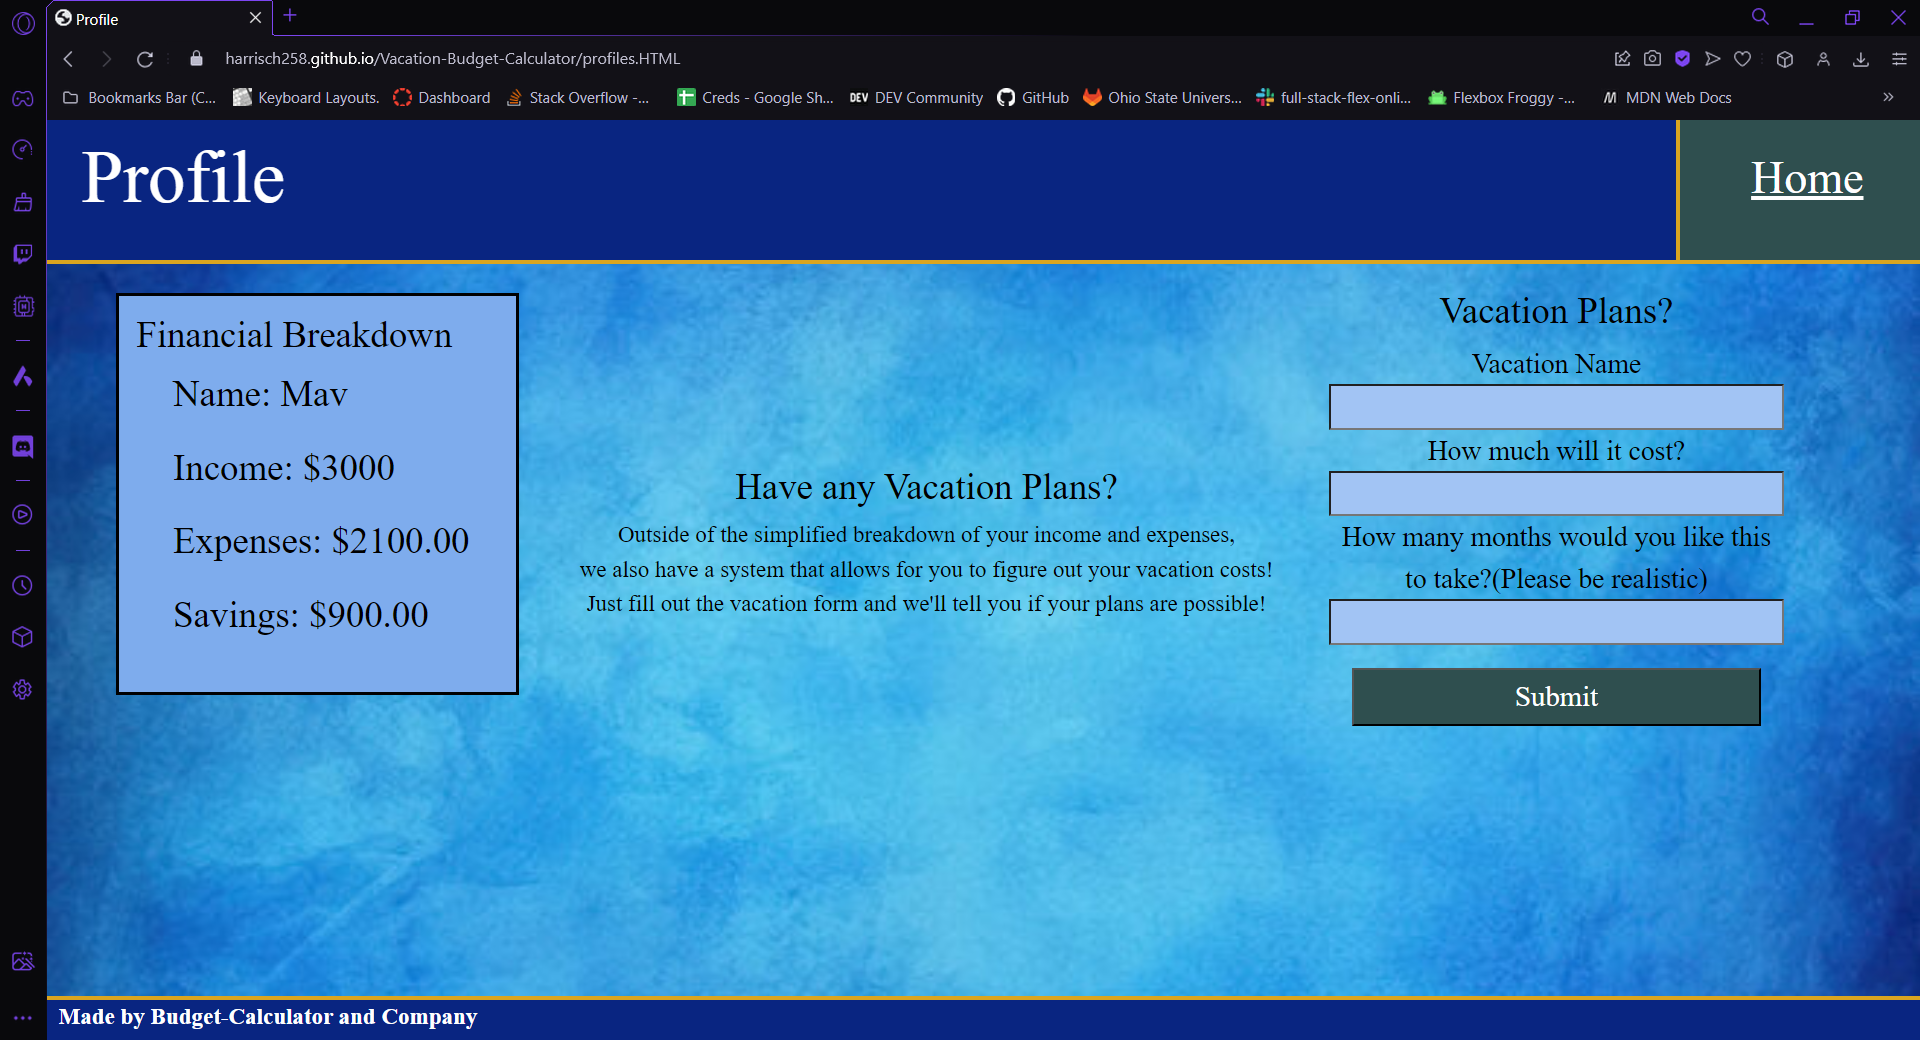 Profile
harrisch258.github.io/Vacation-Budget-Calculator/profiles.HTML
Bookmarks Bar (C... Keyboard Layouts. Dashboard Stack Overflow -... Creds - Google Sh... DEV DEV Community GitHub Ohio State Univers... full-stack-flex-onli... Flexbox Froggy -... M MDN Web Docs
Profile
Home
Financial Breakdown
Name: Mav
Income: $3000
Expenses: $2100.00
Savings: $900.00
Have any Vacation Plans?
Outside of the simplified breakdown of your income and expenses,
we also have a system that allows for you to figure out your vacation costs!
Just fill out the vacation form and we'll tell you if your plans are possible!
Vacation Plans?
Vacation Name
How much will it cost?
How many months would you like this
to take?(Please be realistic)
Submit
Made by Budget-Calculator and Company